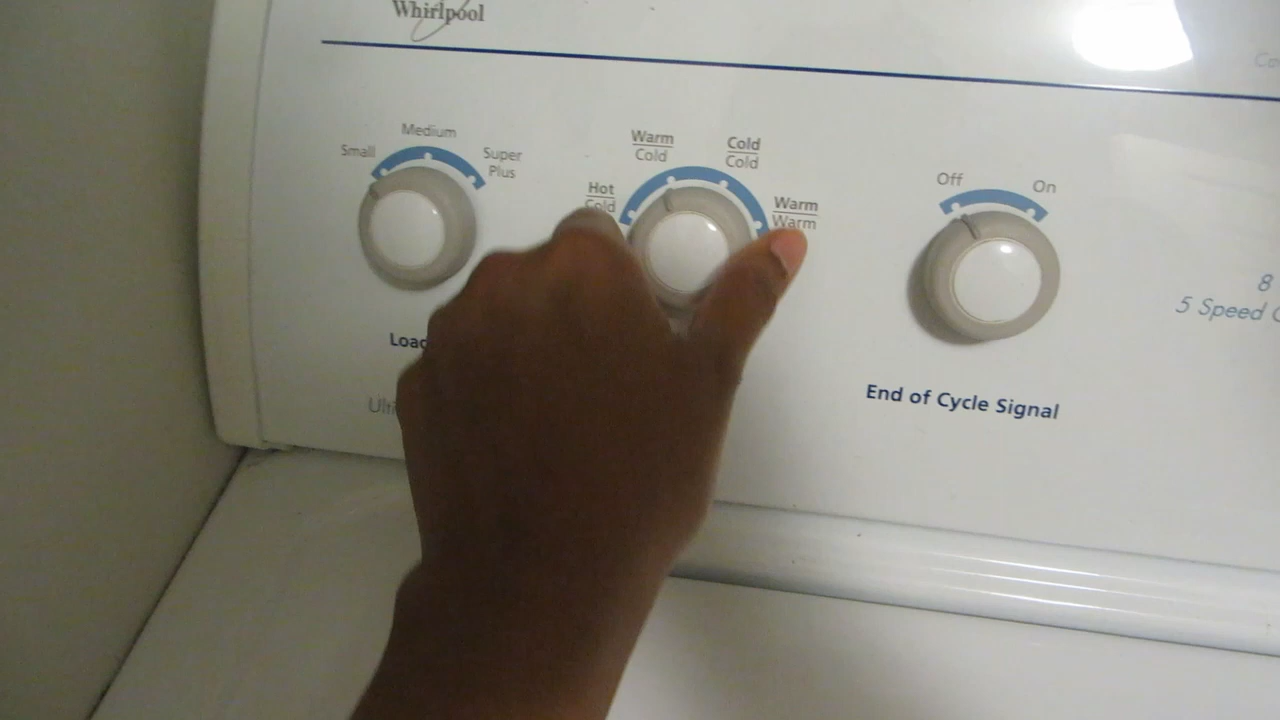 Whirlpool
Small
Medium
Super
Plus
Hot
Cold
Warm
Cold
Cold
Cold
Warm
Warm
Off
On
8
5 Speed
End of Cycle Signal